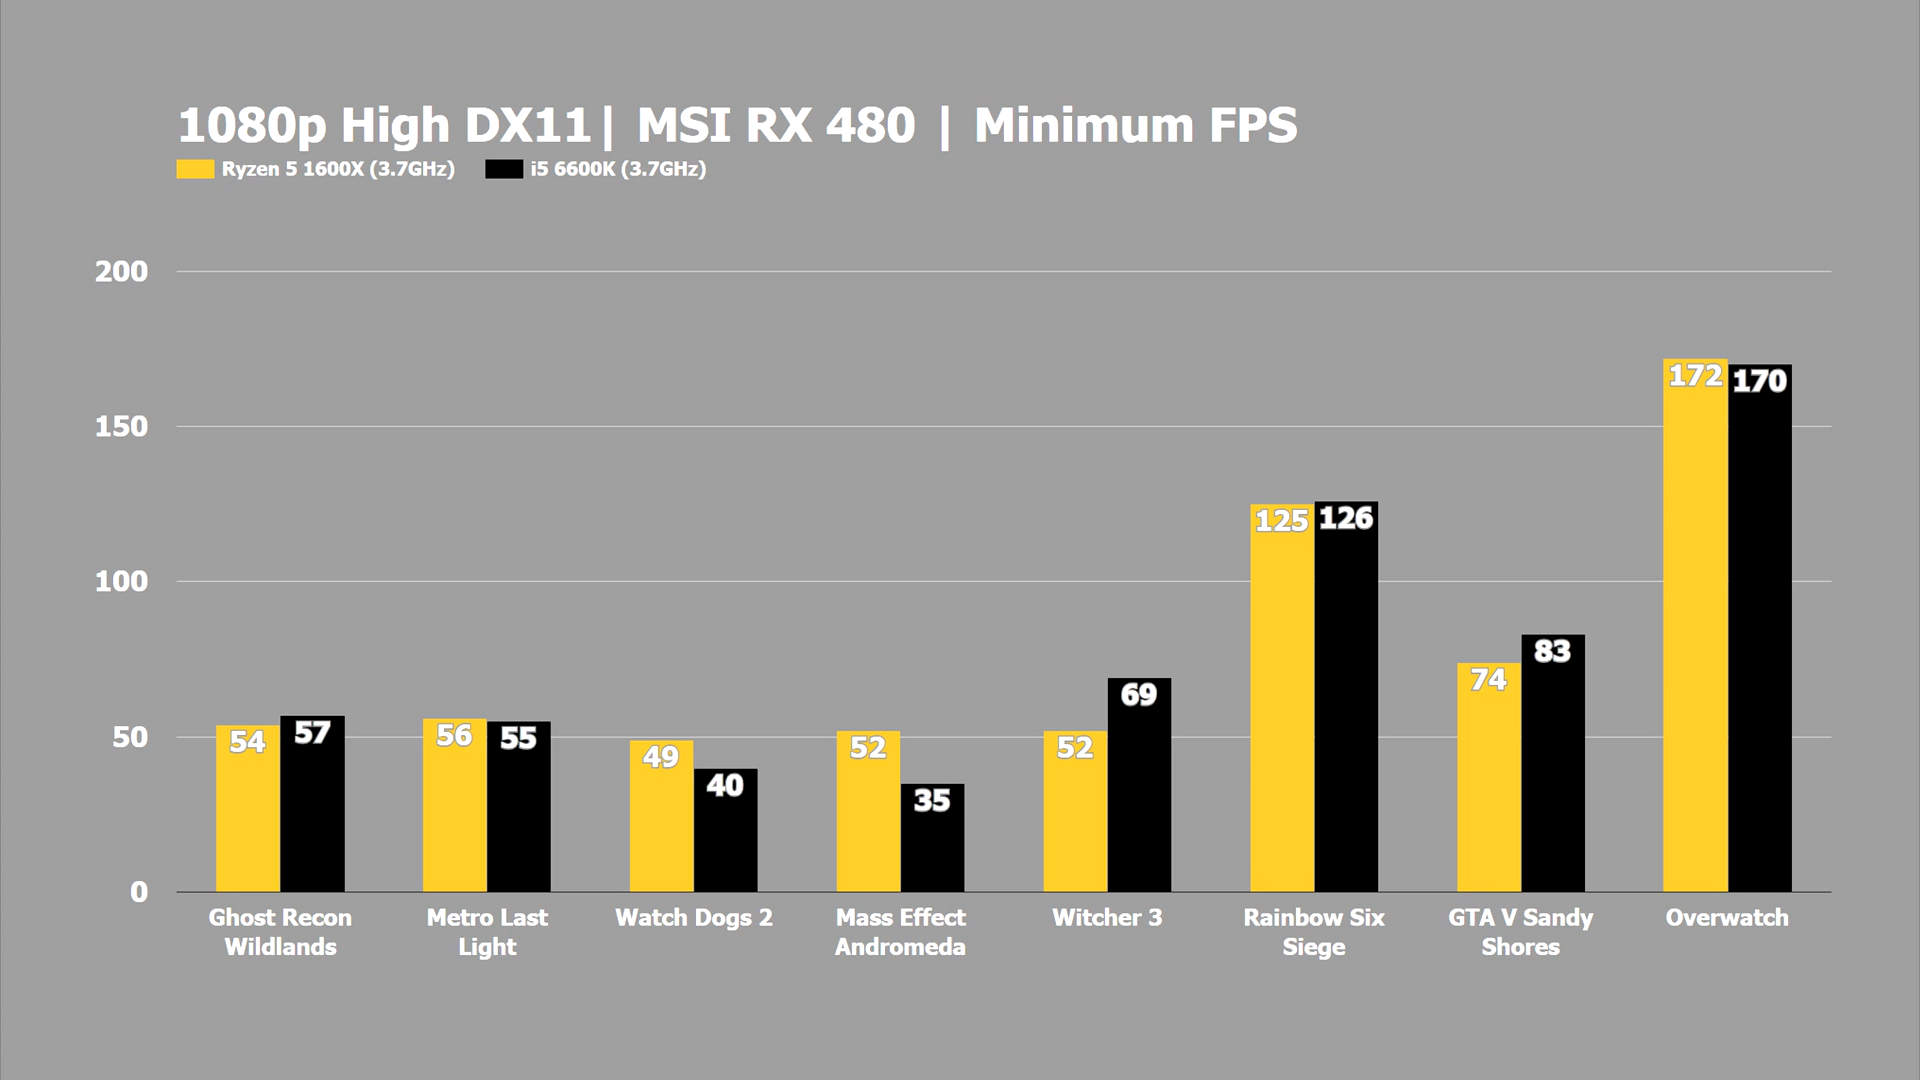 1080p High DX11| MSI RX 480 | Minimum FPS
Ryzen 5 1600X (3.7GHz) i5 6600K (3.7GHz)
200
150
100
50
0
54 57 56 55 49 40 52 35 52 69 125 126 74 83 172 170
Ghost Recon Wildlands
Metro Last Light
Watch Dogs 2
Mass Effect Andromeda
Witcher 3
Rainbow Six Siege
GTA V Sandy Shores
Overwatch